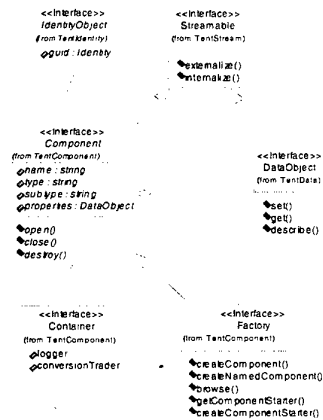 <<Interface>>
IdentityObject
(from TentIdentity)
guid : Identity
<<Interface>>
Streamable
(from TentStream)
externalize()
internalize()
<<Interface>>
Component
(from TentComponent)
name : string
type : string
subtype : string
properties : DataObject
open()
close()
destroy()
<<Interface>>
DataObject
(from TentData)
set()
get()
describe()
<<Interface>>
Container
(from TentComponent)
logger
conversionTrader
<<Interface>>
Factory
(from TentComponent)
createComponent()
createNamedComponent()
browse()
getComponentStarter()
createComponentStarter()